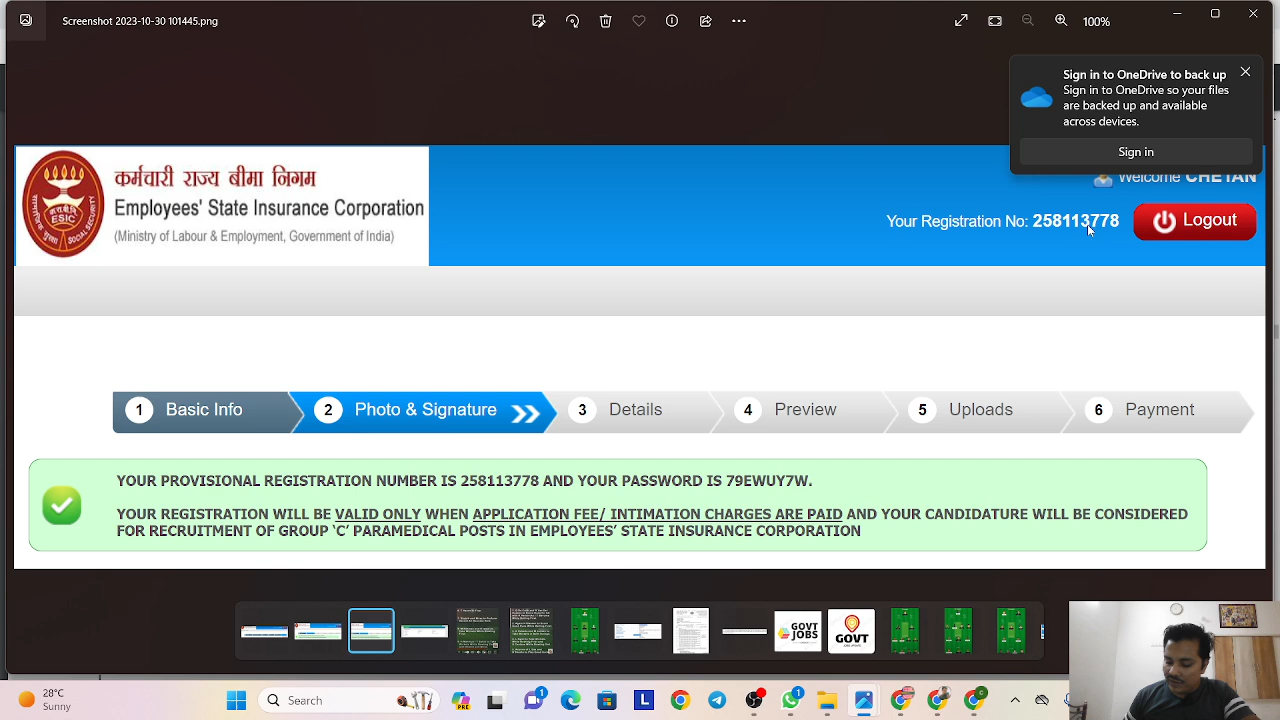 Screenshot 2023-10-30 101445.png
100%
Sign in to OneDrive to back up
Sign in to OneDrive so your files
are backed up and available
across devices.
Sign in
कर्मचारी राज्य बीमा निगम
Employees' State Insurance Corporation
(Ministry of Labour & Employment, Government of India)
ESIC
Welcome CHETAN
Your Registration No: 258113778
Logout
1 Basic Info
2 Photo & Signature
3 Details
4 Preview
5 Uploads
6 Payment
YOUR PROVISIONAL REGISTRATION NUMBER IS 258113778 AND YOUR PASSWORD IS 79EWUY7W.
YOUR REGISTRATION WILL BE VALID ONLY WHEN APPLICATION FEE/ INTIMATION CHARGES ARE PAID AND YOUR CANDIDATURE WILL BE CONSIDERED
FOR RECRUITMENT OF GROUP ‘C’ PARAMEDICAL POSTS IN EMPLOYEES’ STATE INSURANCE CORPORATION
GOVT
JOBS
GOVT
28°C
Sunny
Search
PRE
1
L
1